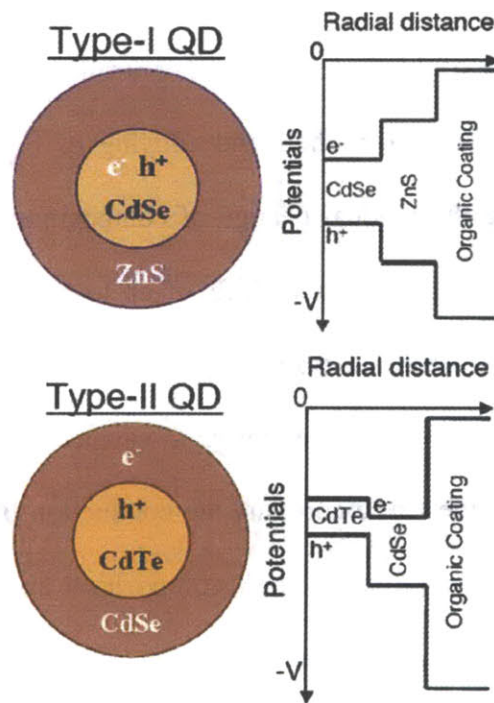 Type-I QD
e⁻ h⁺
CdSe
ZnS
Radial distance
0
Potentials
e⁻
CdSe
h⁺
ZnS
Organic Coating
-V
Type-II QD
e⁻
h⁺
CdTe
CdSe
Radial distance
0
Potentials
e⁻
CdTe
h⁺
CdSe
Organic Coating
-V